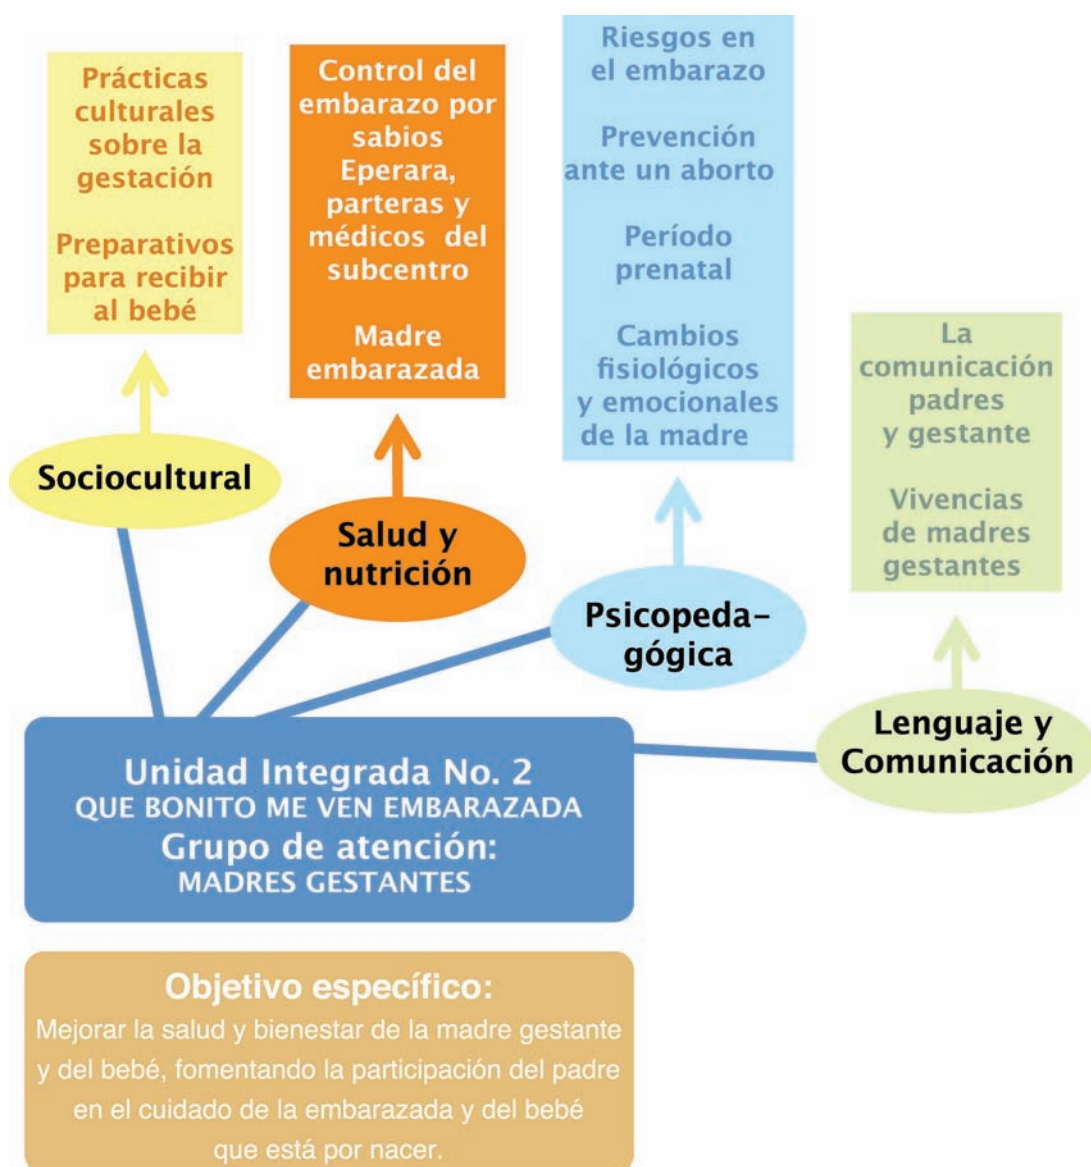 Prácticas
culturales
sobre la
gestación
Preparativos
para recibir
al bebé
Control del
embarazo por
sabios
Eperara,
parteras y
médicos del
subcentro
Madre
embarazada
Riesgos en
el embarazo
Prevención
ante un aborto
Período
prenatal
Cambios
fisiológicos
y emocionales
de la madre
La
comunicación
padres
y gestante
Vivencias
de madres
gestantes
Sociocultural
Salud y
nutrición
Psicopeda-
gógica
Lenguaje y
Comunicación
Unidad Integrada No. 2
QUE BONITO ME VEN EMBARAZADA
Grupo de atención:
MADRES GESTANTES
Objetivo específico:
Mejorar la salud y bienestar de la madre gestante
y del bebé, fomentando la participación del padre
en el cuidado de la embarazada y del bebé
que está por nacer.